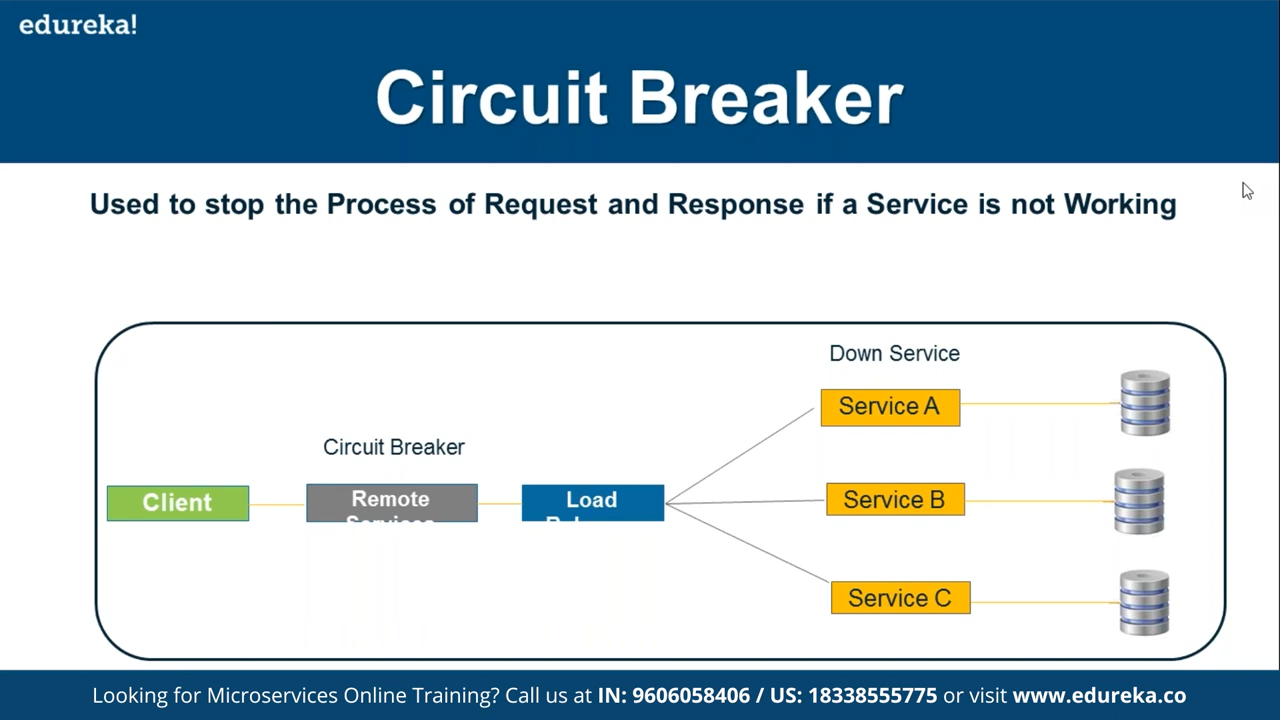 edureka!
Circuit Breaker
Used to stop the Process of Request and Response if a Service is not Working
Down Service
Service A
Circuit Breaker
Client
Remote
Services
Load
Service B
Service C
Looking for Microservices Online Training? Call us at IN: 9606058406 / US: 18338555775 or visit www.edureka.co